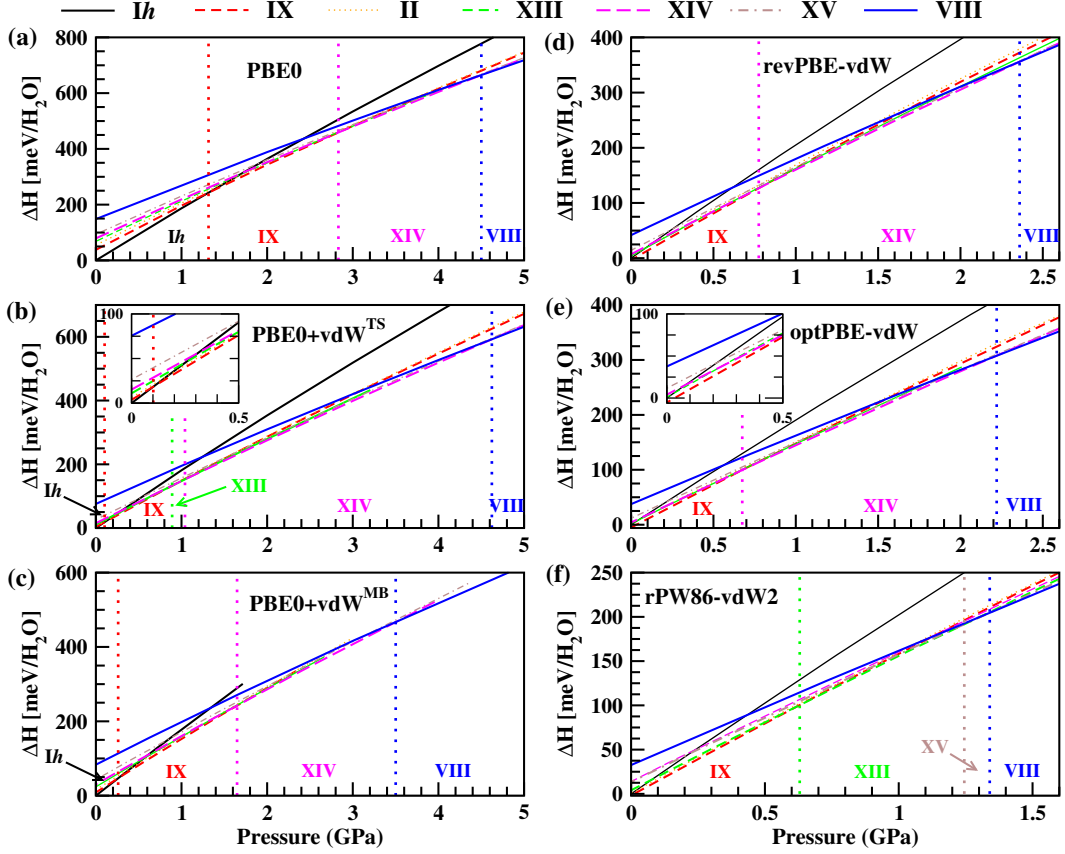 Ih IX II XIII XIV XV VIII
(a)
PBE0
ΔH [meV/H2O]
800
600
400
200
0
Ih IX XIV VIII
0 1 2 3 4 5
(b)
PBE0+vdW^TS
ΔH [meV/H2O]
600
400
200
0
100
0
0 0.5
Ih IX XIII XIV VIII
0 1 2 3 4 5
(c)
PBE0+vdW^MB
ΔH [meV/H2O]
600
400
200
0
Ih IX XIV VIII
0 1 2 3 4 5
Pressure (GPa)
(d)
revPBE-vdW
ΔH [meV/H2O]
400
300
200
100
0
IX XIV VIII
0 0.5 1 1.5 2 2.5
(e)
optPBE-vdW
ΔH [meV/H2O]
400
300
200
100
0
100
0
0 0.5
IX XIV VIII
0 0.5 1 1.5 2 2.5
(f)
rPW86-vdW2
ΔH [meV/H2O]
250
200
150
100
50
0
IX XIII XV VIII
0 0.5 1 1.5
Pressure (GPa)